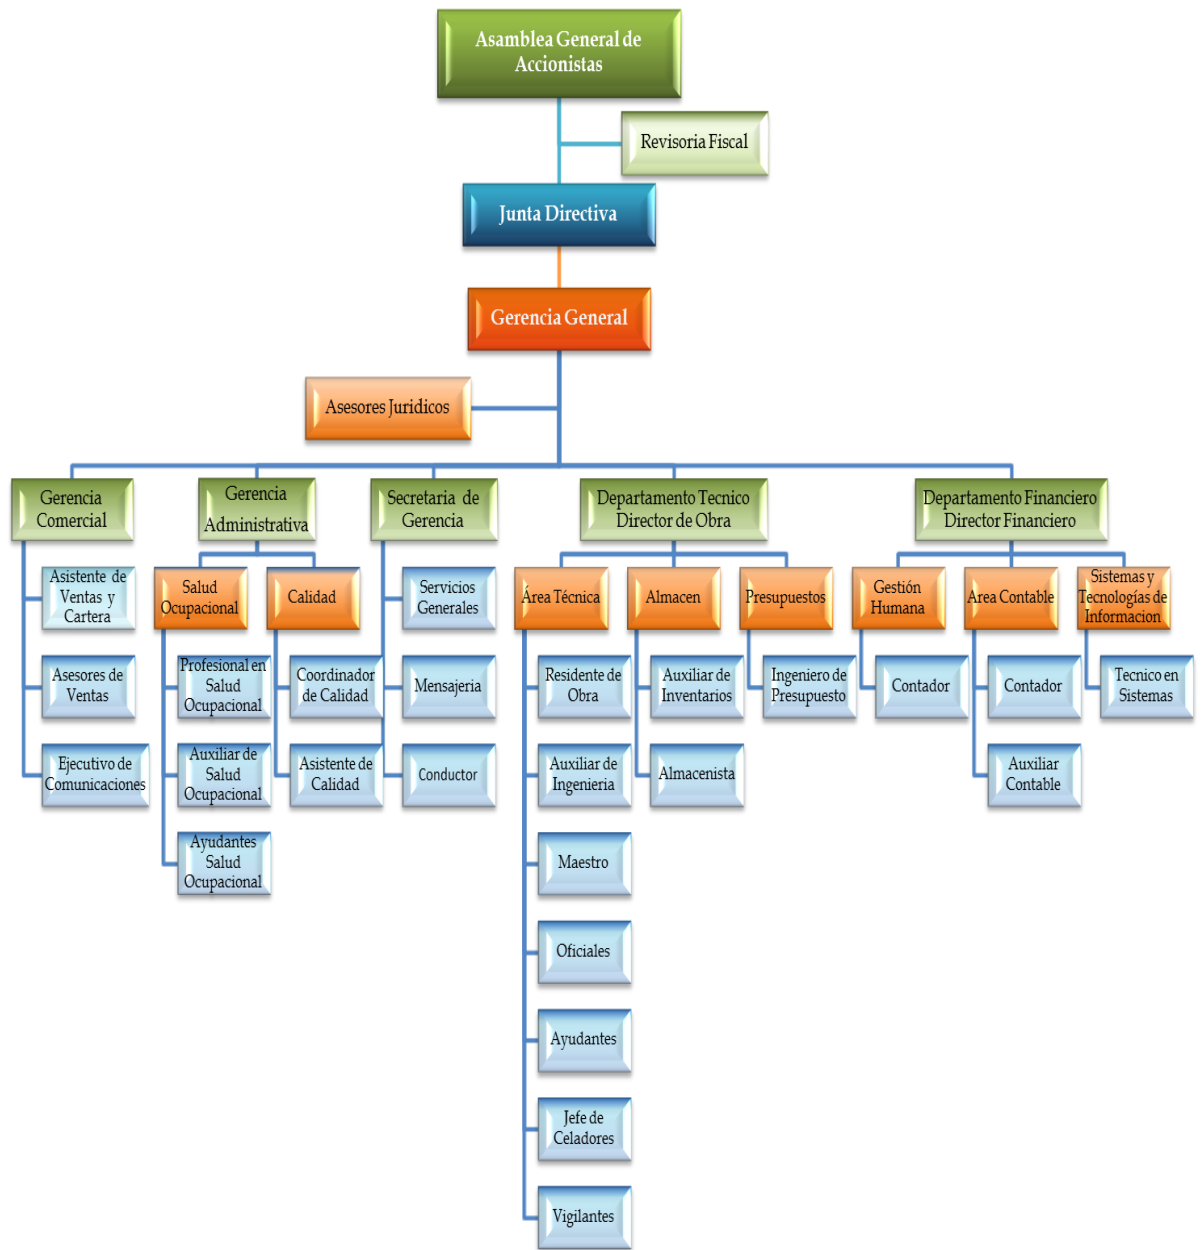 Asamblea General de
Accionistas
Revisoria Fiscal
Junta Directiva
Gerencia General
Asesores Juridicos
Gerencia
Comercial
Gerencia
Administrativa
Secretaria de
Gerencia
Departamento Tecnico
Director de Obra
Departamento Financiero
Director Financiero
Asistente de
Ventas y
Cartera
Salud
Ocupacional
Calidad
Servicios
Generales
Área Técnica
Almacen
Presupuestos
Gestión
Humana
Area Contable
Sistemas y
Tecnologías de
Informacion
Asesores de
Ventas
Profesional en
Salud
Ocupacional
Coordinador
de Calidad
Mensajeria
Residente de
Obra
Auxiliar de
Inventarios
Ingeniero de
Presupuesto
Contador
Contador
Tecnico en
Sistemas
Ejecutivo de
Comunicaciones
Auxiliar de
Salud
Ocupacional
Asistente de
Calidad
Conductor
Auxiliar de
Ingenieria
Almacenista
Auxiliar
Contable
Ayudantes
Salud
Ocupacional
Maestro
Oficiales
Ayudantes
Jefe de
Celadores
Vigilantes